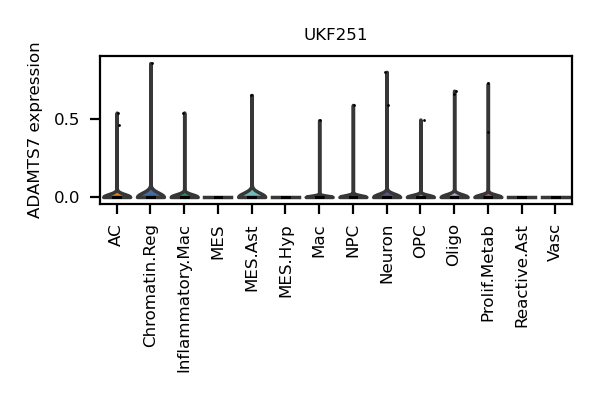 UKF251
ADAMTS7 expression
0.5
0.0
AC
Chromatin.Reg
Inflammatory.Mac
MES
MES.Ast
MES.Hyp
Mac
NPC
Neuron
OPC
Oligo
Prolif.Metab
Reactive.Ast
Vasc